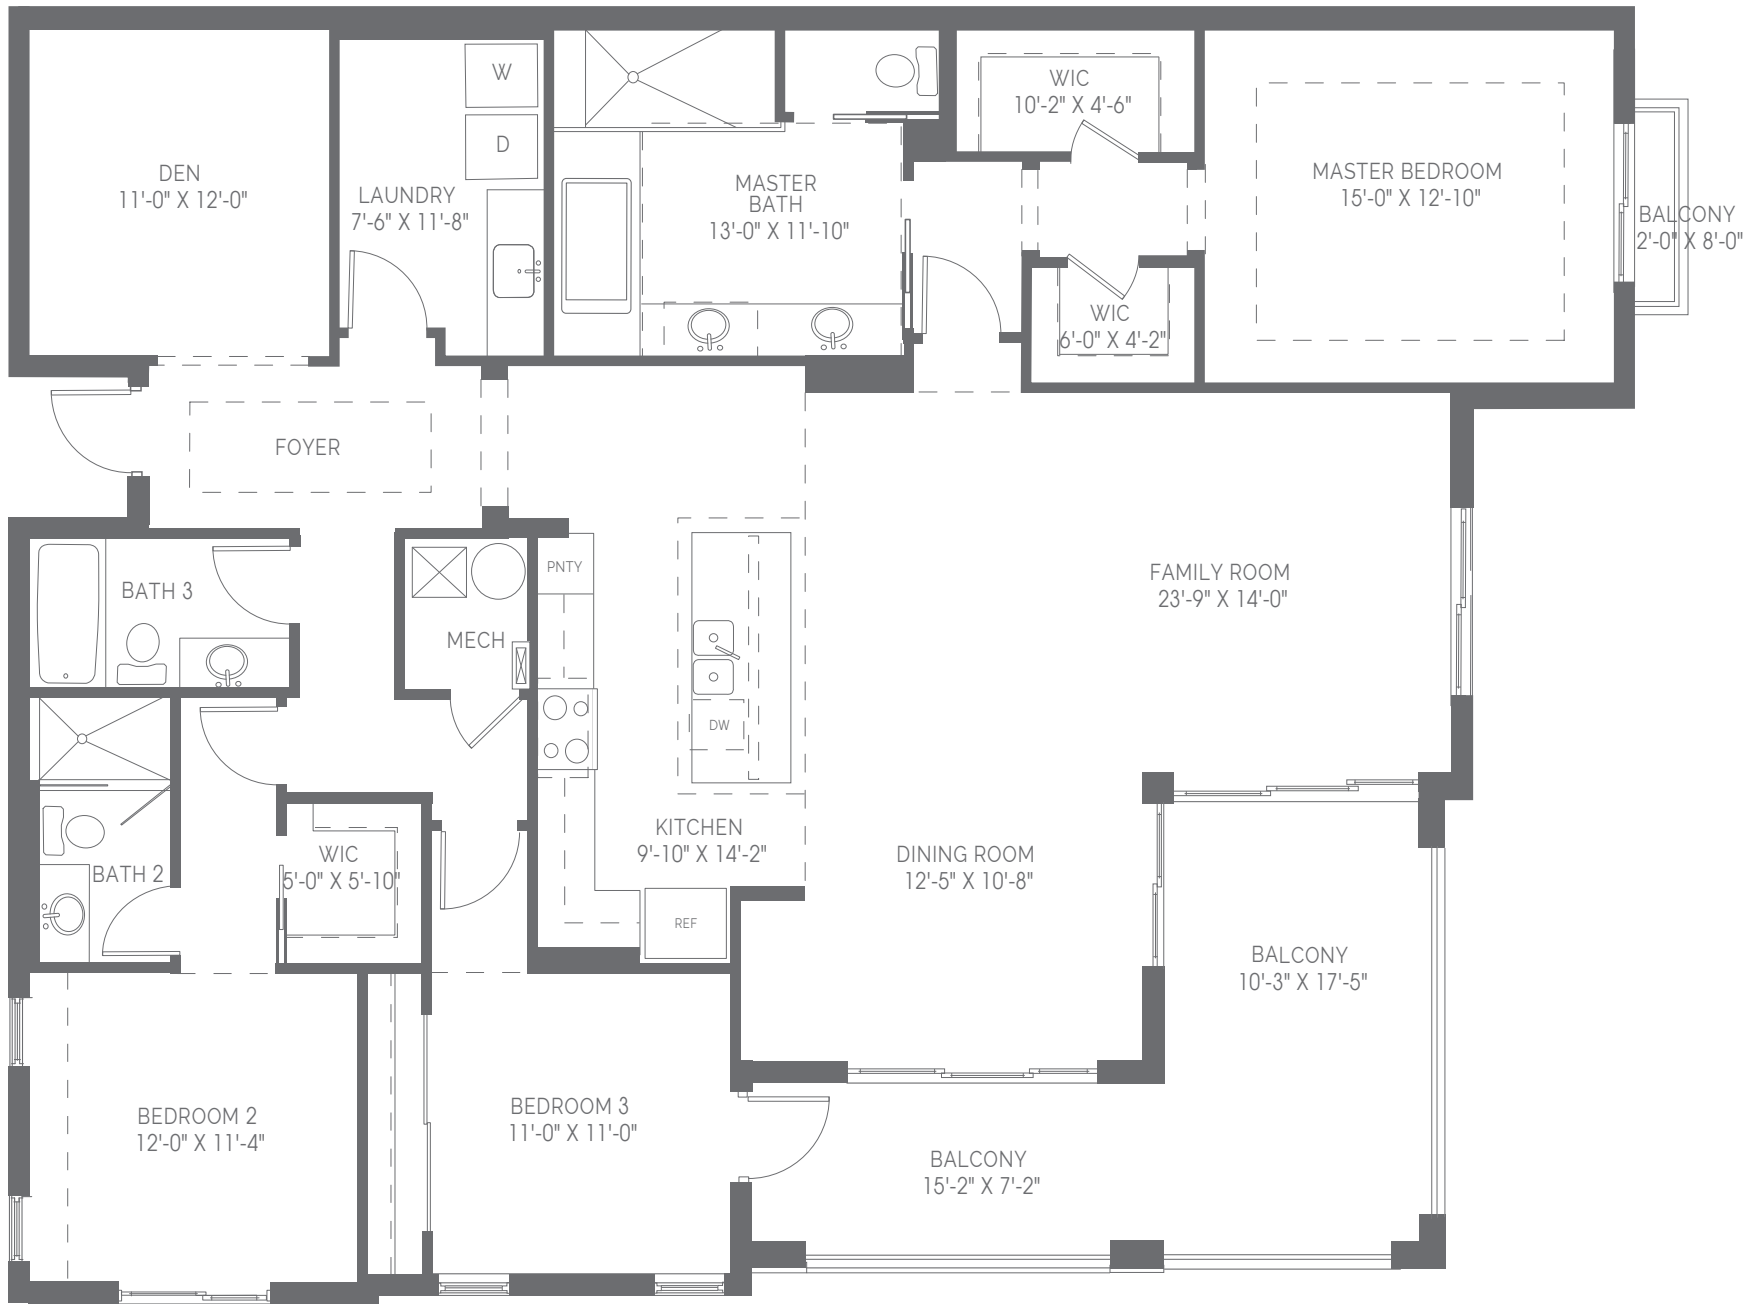 DEN
11'-0" X 12'-0"
W
D
LAUNDRY
7'-6" X 11'-8"
MASTER
BATH
13'-0" X 11'-10"
WIC
10'-2" X 4'-6"
MASTER BEDROOM
15'-0" X 12'-10"
BALCONY
2'-0" X 8'-0"
WIC
6'-0" X 4'-2"
FOYER
BATH 3
MECH
PNTY
DW
FAMILY ROOM
23'-9" X 14'-0"
KITCHEN
9'-10" X 14'-2"
REF
DINING ROOM
12'-5" X 10'-8"
BATH 2
WIC
5'-0" X 5'-10"
BALCONY
10'-3" X 17'-5"
BEDROOM 2
12'-0" X 11'-4"
BEDROOM 3
11'-0" X 11'-0"
BALCONY
15'-2" X 7'-2"